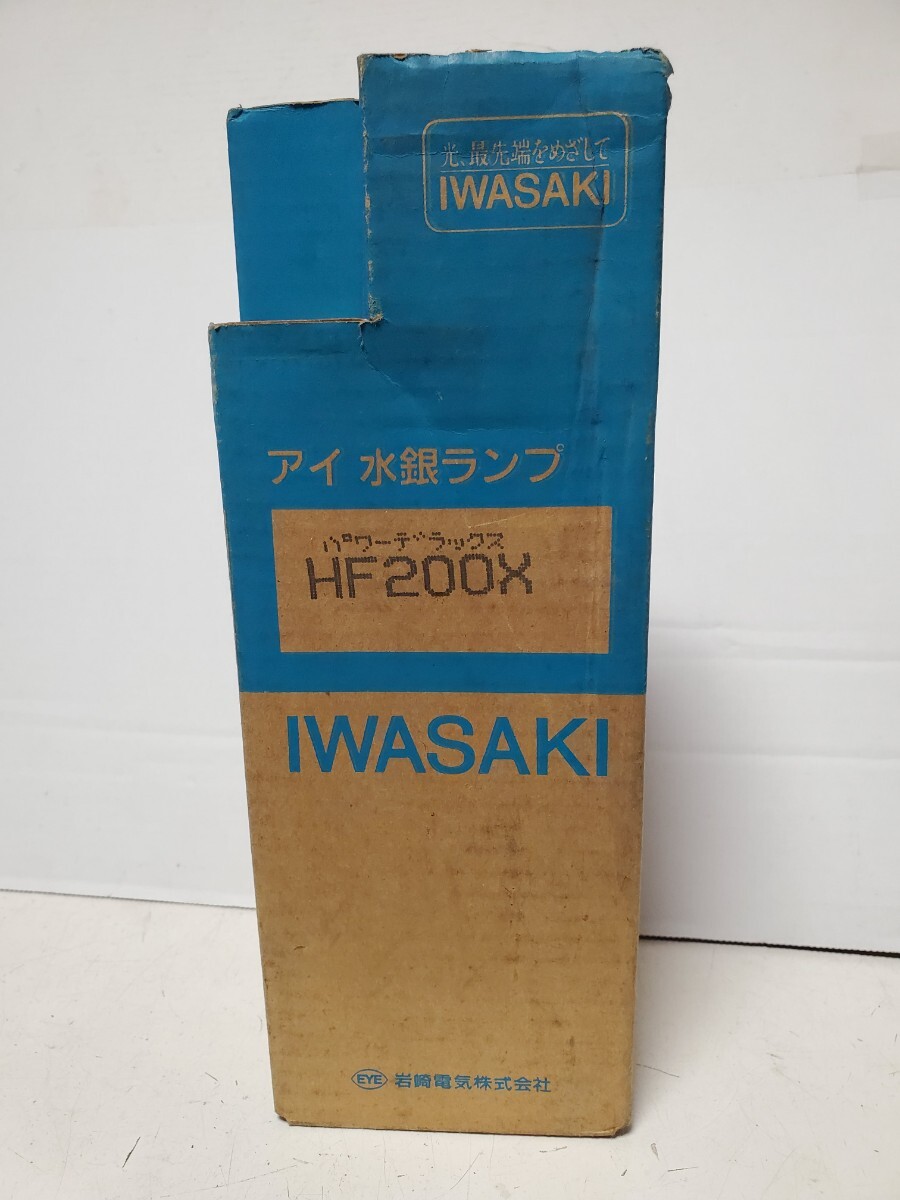 光、最先端をめざして
IWASAKI
アイ 水銀ランプ
パワーデラックス
HF200X
IWASAKI
EYE 岩崎電気株式会社